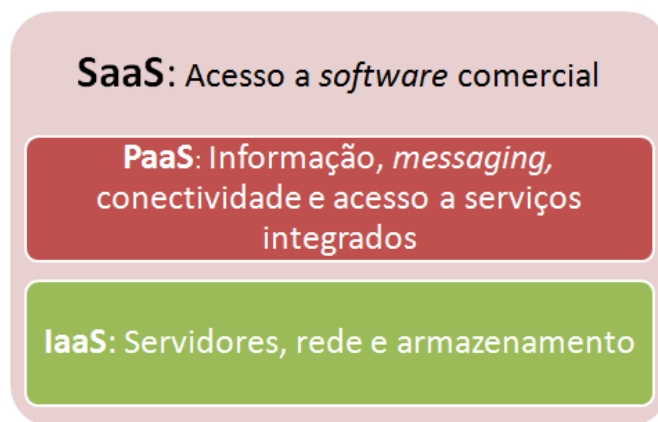 SaaS: Acesso a software comercial
PaaS: Informação, messaging,
conectividade e acesso a serviços
integrados
IaaS: Servidores, rede e armazenamento